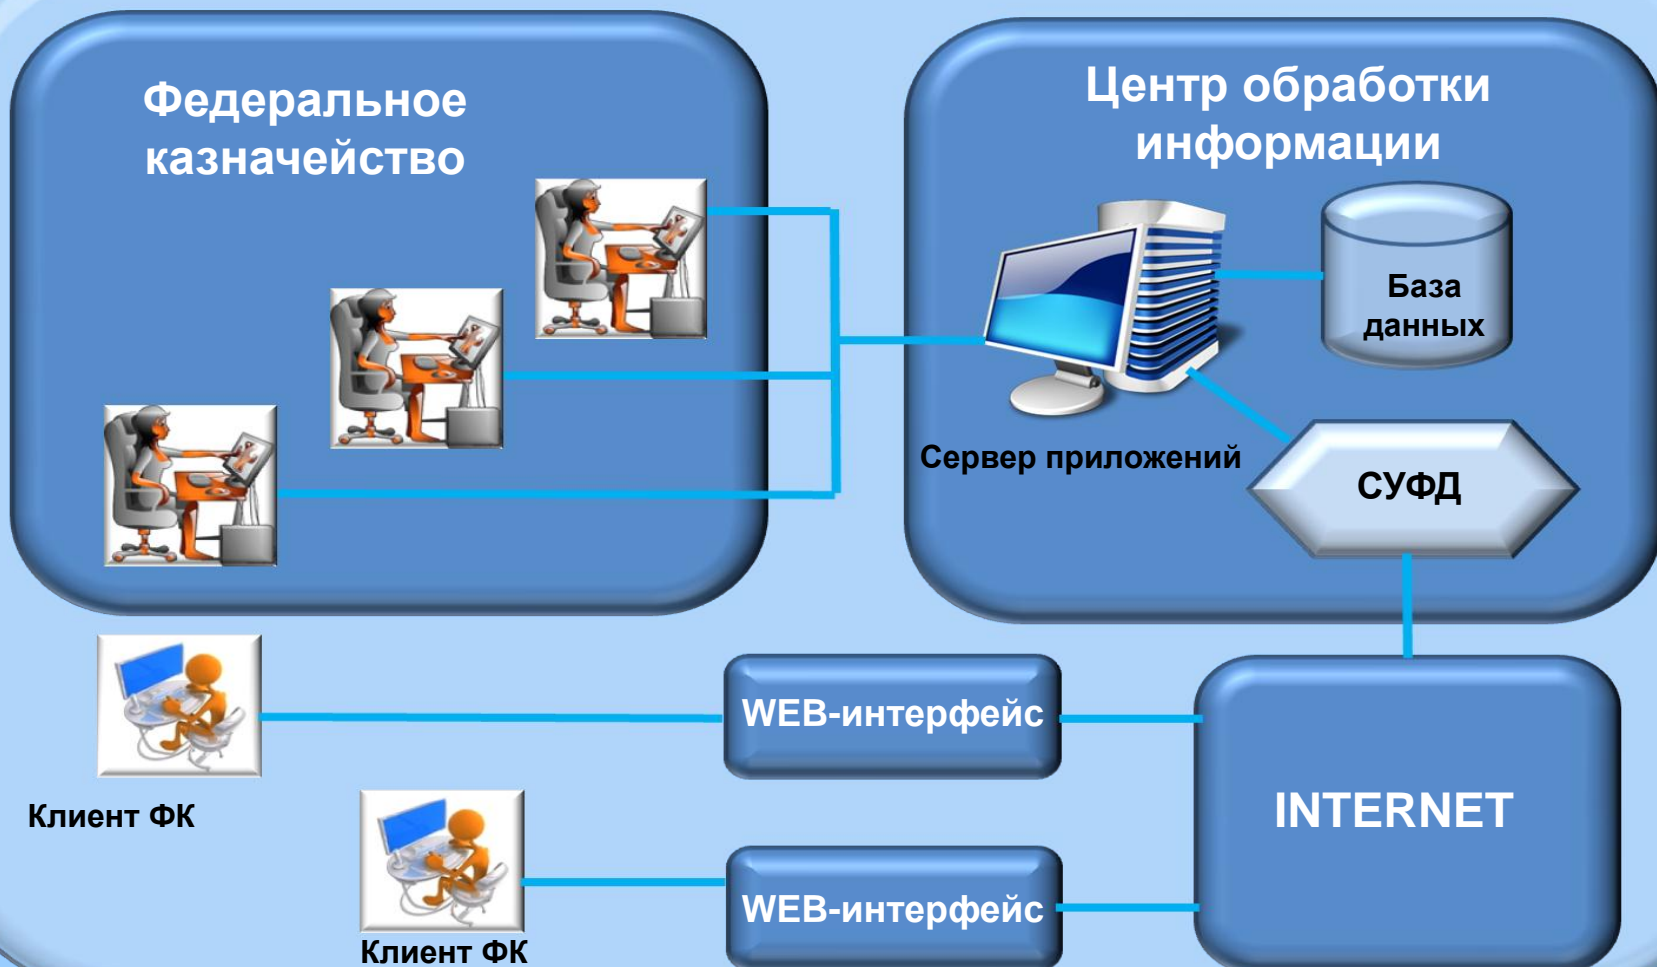 Федеральное
казначейство
Центр обработки
информации
База
данных
Сервер приложений
СУФД
WEB-интерфейс
Клиент ФК
INTERNET
WEB-интерфейс
Клиент ФК